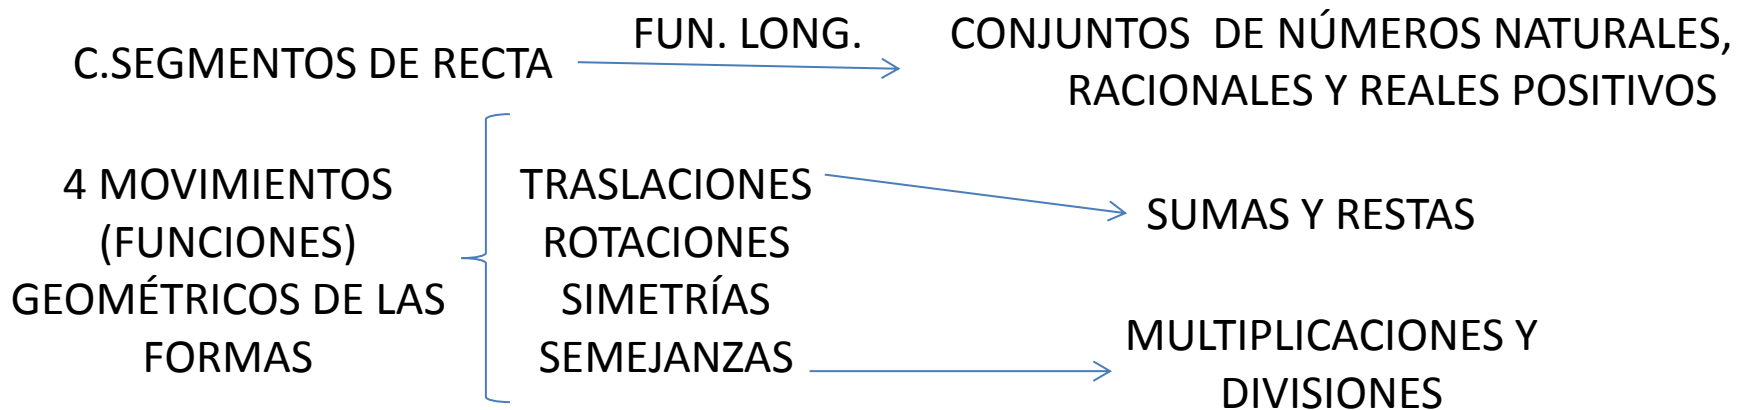 C.SEGMENTOS DE RECTA
FUN. LONG.
CONJUNTOS DE NÚMEROS NATURALES,
RACIONALES Y REALES POSITIVOS
4 MOVIMIENTOS
(FUNCIONES)
GEOMÉTRICOS DE LAS
FORMAS
TRASLACIONES
ROTACIONES
SIMETRÍAS
SEMEJANZAS
SUMAS Y RESTAS
MULTIPLICACIONES Y
DIVISIONES